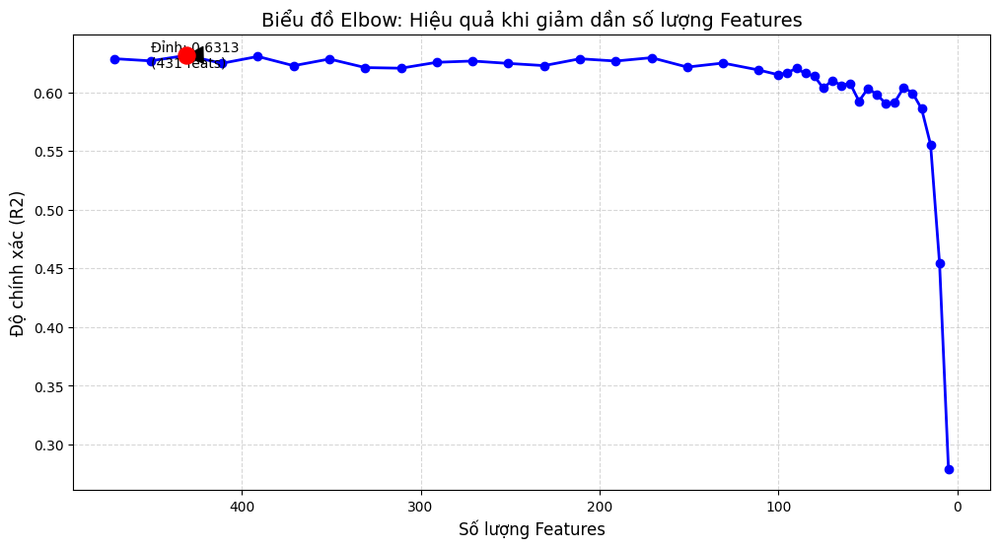 Biểu đồ Elbow: Hiệu quả khi giảm dần số lượng Features
Đỉnh: 0.6313
(431 feats)
Độ chính xác (R2)
0.60
0.55
0.50
0.45
0.40
0.35
0.30
400 300 200 100 0
Số lượng Features